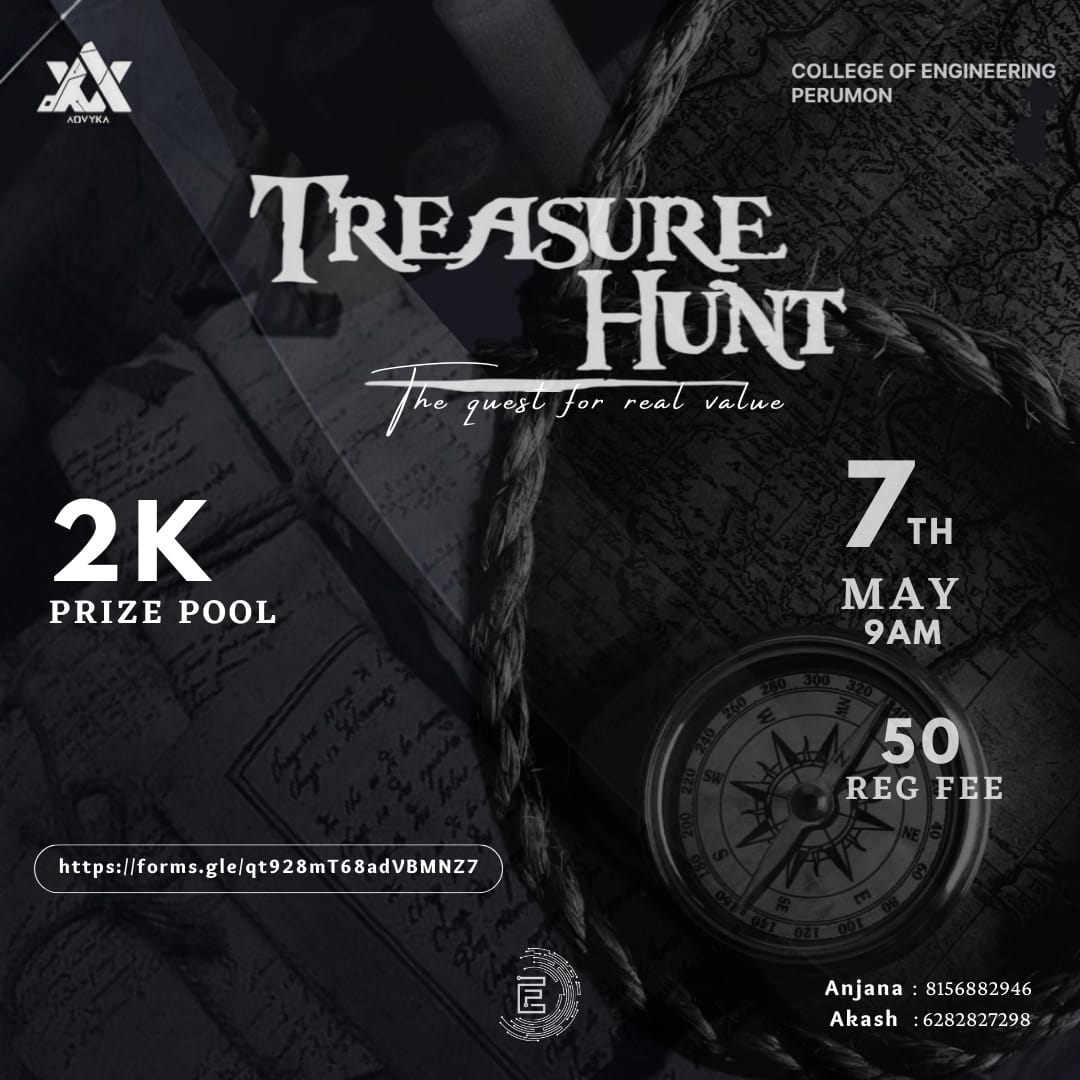 ADVYKA
COLLEGE OF ENGINEERING
PERUMON
TREASURE
HUNT
The quest for real value
2K
PRIZE POOL
7TH
MAY
9AM
50
REG FEE
https://forms.gle/qt928mT68adVBMNZ7
Anjana : 8156882946
Akash : 6282827298